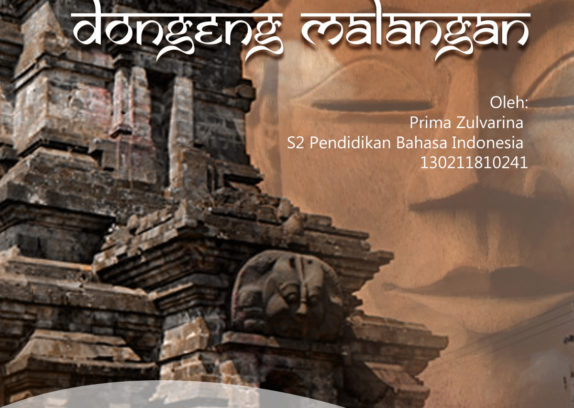 dongeng malangan
Oleh:
Prima Zulvarina
S2 Pendidikan Bahasa Indonesia
130211810241